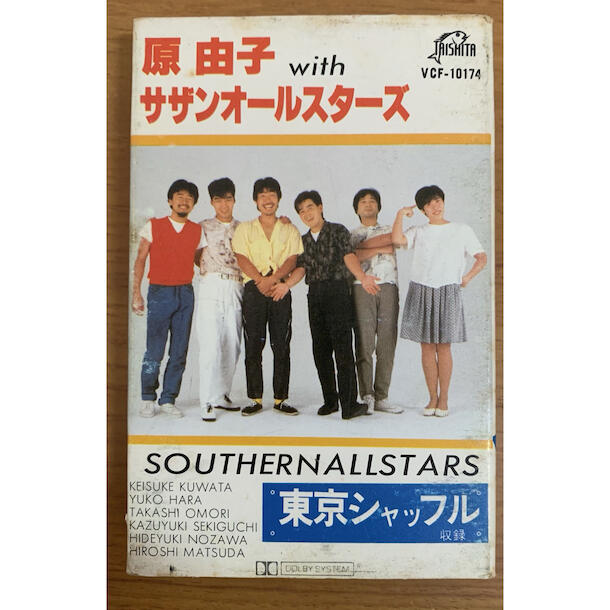 原 由子 with
TAISHITA
VCF-10174
サザンオールスターズ
SOUTHERNALLSTARS
KEISUKE KUWATA
YUKO HARA
TAKASHI OMORI
KAZUYUKI SEKIGUCHI
HIDEYUKI NOZAWA
HIROSHI MATSUDA
東京シャッフル
収録
DOLBY SYSTEM